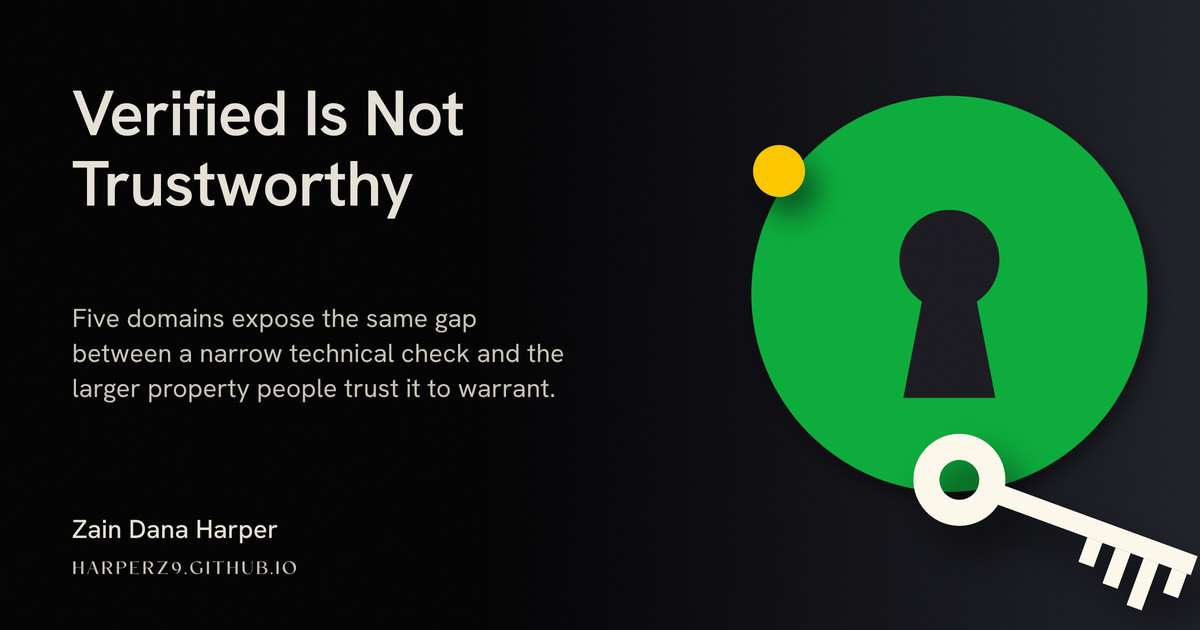 Verified Is Not
Trustworthy
Five domains expose the same gap
between a narrow technical check and the
larger property people trust it to warrant.
Zain Dana Harper
HARPERZ9.GITHUB.IO